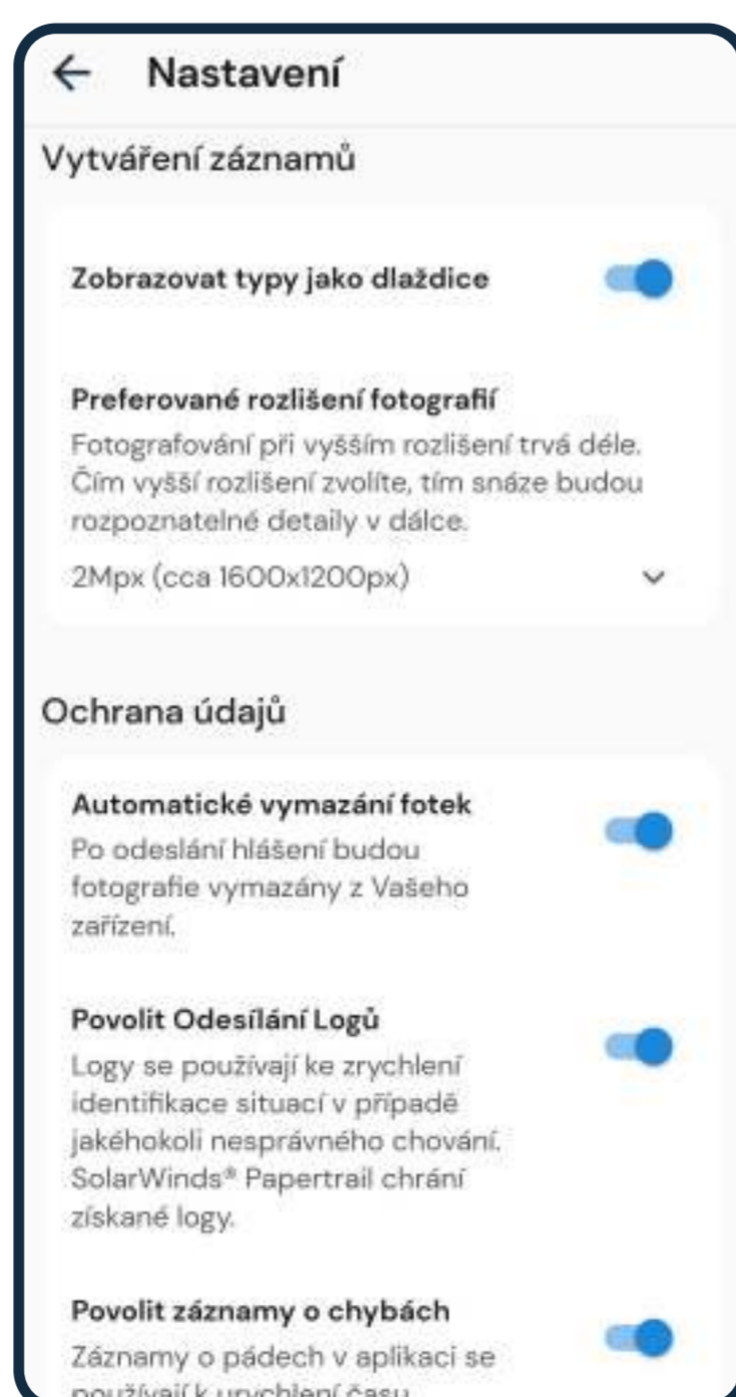 Nastavení
Vytváření záznamů
Zobrazovat typy jako dlaždice
Preferované rozlišení fotografií
Fotografování při vyšším rozlišení trvá déle.
Čím vyšší rozlišení zvolíte, tím snáze budou
rozpoznatelné detaily v dálce.
2Mpx (cca 1600x1200px)
Ochrana údajů
Automatické vymazání fotek
Po odeslání hlášení budou
fotografie vymazány z Vašeho
zařízení.
Povolit Odesílání Logů
Logy se používají ke zrychlení
identifikace situací v případě
jakéhokoli nesprávného chování.
SolarWinds® Papertrail chrání
získané logy.
Povolit záznamy o chybách
Záznamy o pádech v aplikaci se
používají k urychlení času